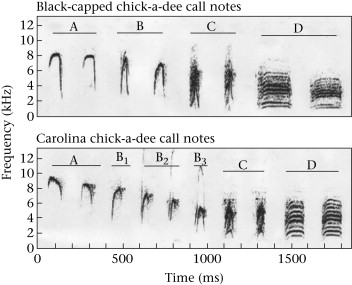 Black-capped chick-a-dee call notes
A B C D
12
10
8
6
4
2
0
Frequency (kHz)
Carolina chick-a-dee call notes
A B1 B2 B3 C D
12
10
8
6
4
2
0
0 500 1000 1500
Time (ms)